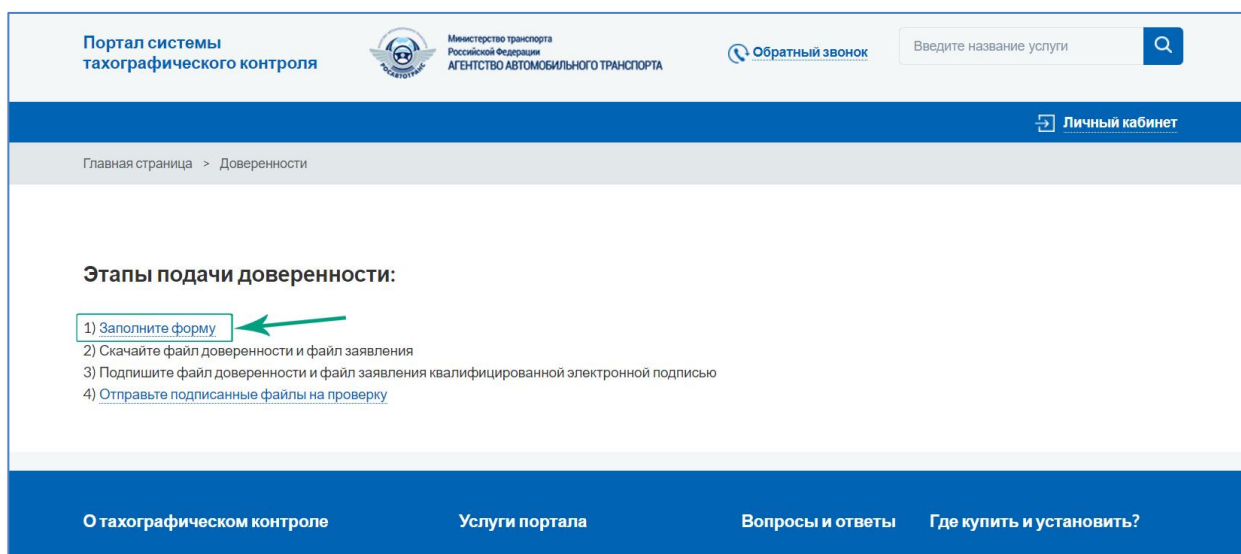 Портал системы
тахографического контроля
РОСАВТОТРАНС
Министерство транспорта
Российской Федерации
АГЕНТСТВО АВТОМОБИЛЬНОГО ТРАНСПОРТА
Обратный звонок
Введите название услуги
Личный кабинет
Главная страница > Доверенности
Этапы подачи доверенности:
1) Заполните форму
2) Скачайте файл доверенности и файл заявления
3) Подпишите файл доверенности и файл заявления квалифицированной электронной подписью
4) Отправьте подписанные файлы на проверку
О тахографическом контроле
Услуги портала
Вопросы и ответы
Где купить и установить?